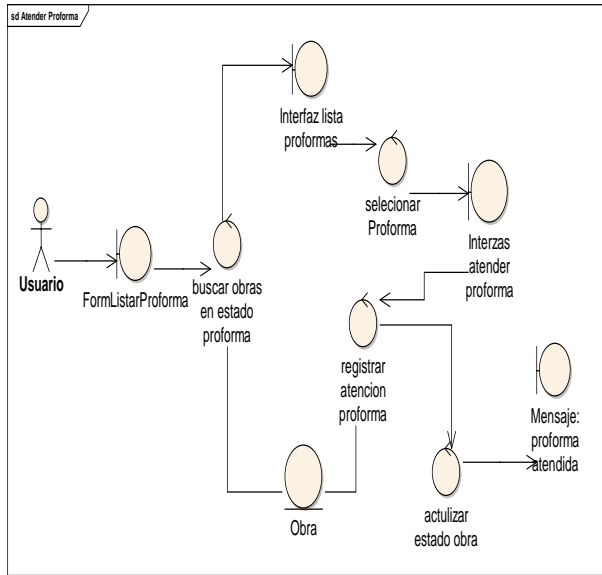 sd Atender Proforma
Interfaz lista
proformas
selecionar
Proforma
Interzas
atender
proforma
Usuario
FormListarProforma
buscar obras
en estado
proforma
registrar
atencion
proforma
Mensaje:
proforma
atendida
Obra
actulizar
estado obra